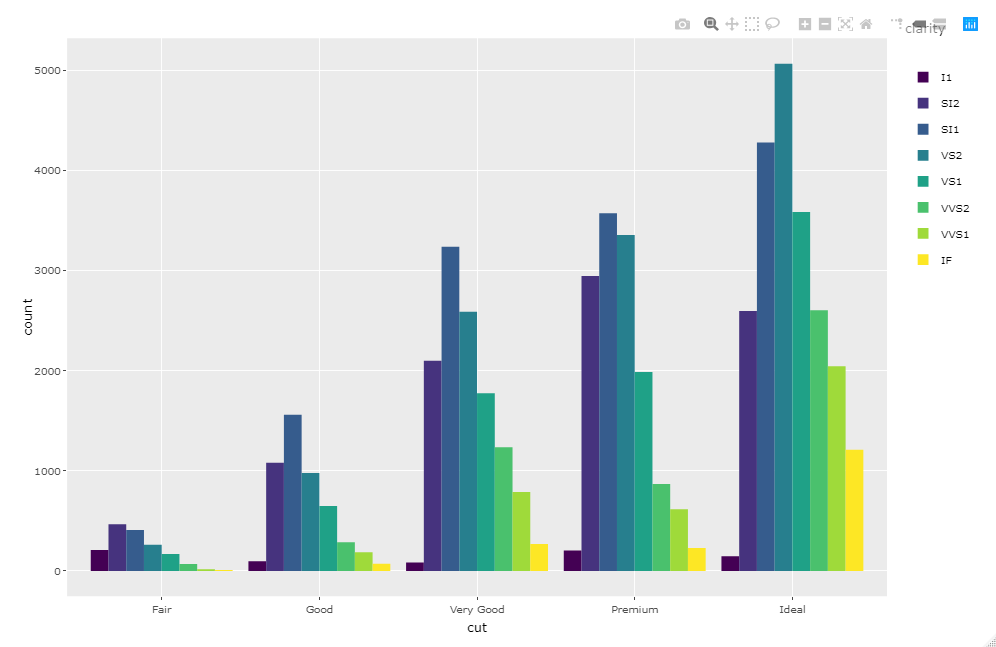 clarity
I1
SI2
SI1
VS2
VS1
VVS2
VVS1
IF
5000
4000
3000
2000
1000
0
count
Fair Good Very Good Premium Ideal
cut